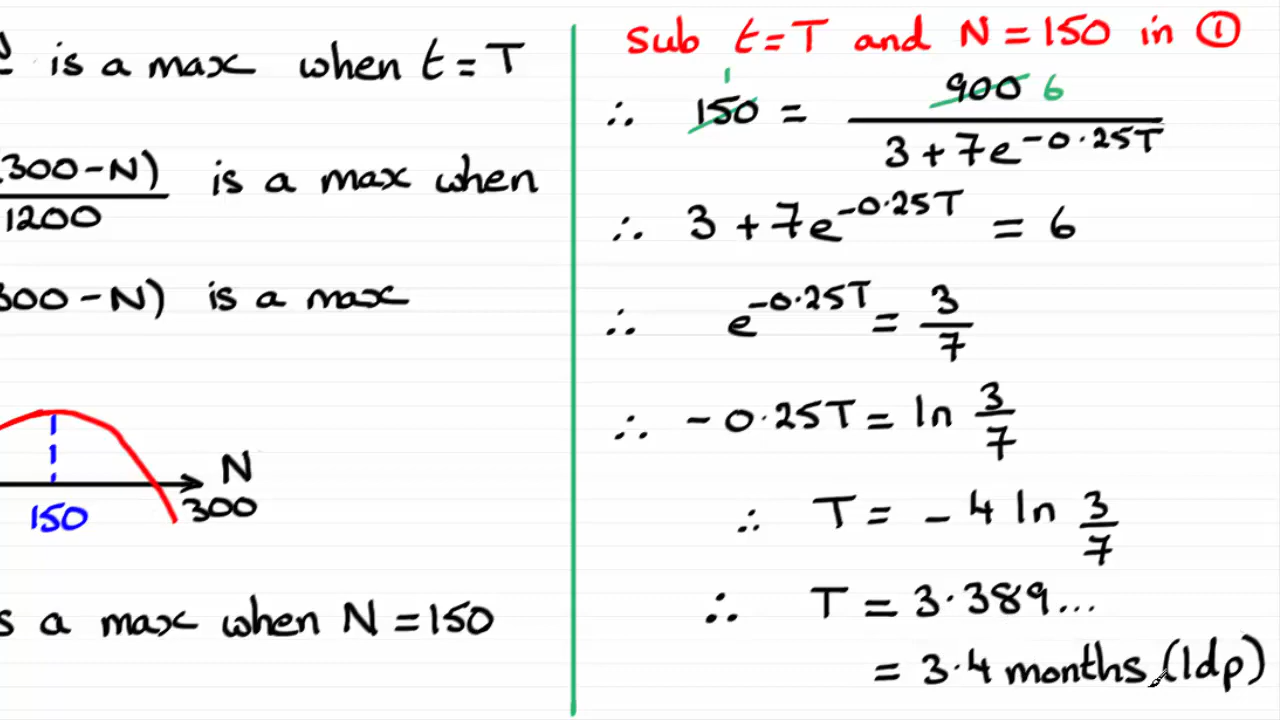 is a max when t = T
(300 - N) is a max when
1200
300 - N) is a max
N
150 300
s a max when N = 150
sub t = T and N = 150 in ①
1
∴ 150 = 900 6
3 + 7e^-0.25T
∴ 3 + 7e^-0.25T = 6
∴ e^-0.25T = 3/7
∴ -0.25T = ln 3/7
∴ T = -4 ln 3/7
∴ T = 3.389...
= 3.4 months (1dp)